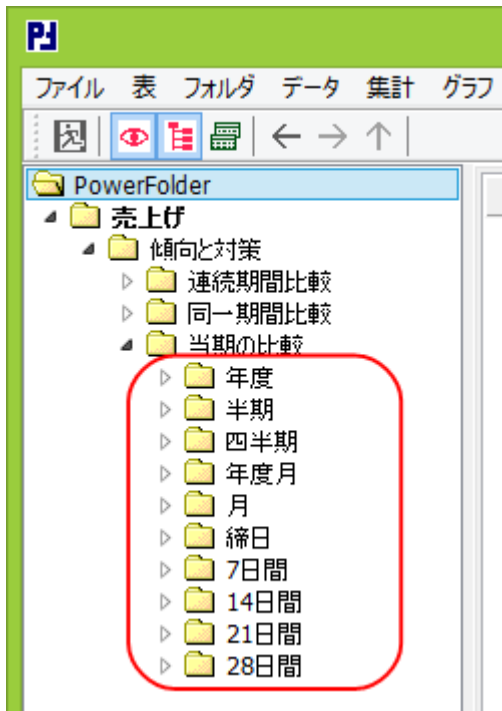 PJ
ファイル 表 フォルダ データ 集計 グラフ
PowerFolder
売上げ
傾向と対策
連続期間比較
同一期間比較
当期の比較
年度
半期
四半期
年度月
月
締日
7日間
14日間
21日間
28日間